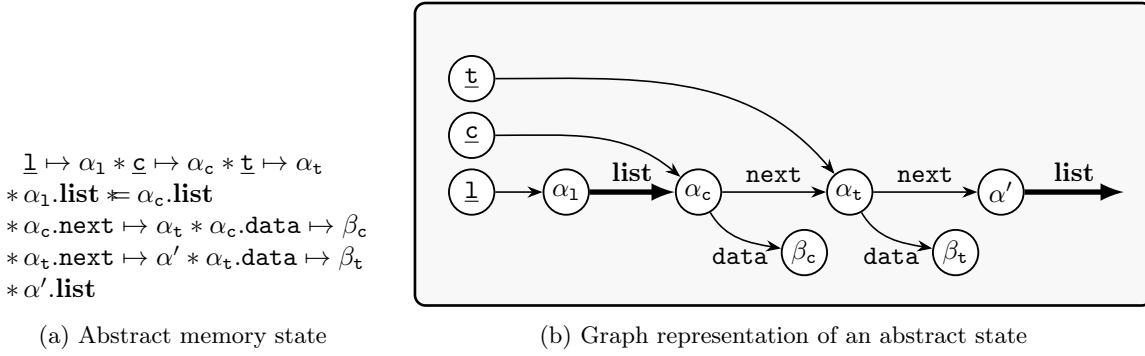 l ↦ α_l ∗ c ↦ α_c ∗ t ↦ α_t
∗ α_l.list ⁎= α_c.list
∗ α_c.next ↦ α_t ∗ α_c.data ↦ β_c
∗ α_t.next ↦ α′ ∗ α_t.data ↦ β_t
∗ α′.list
(a) Abstract memory state
t
c
l α_l list α_c next α_t next α′ list
data β_c data β_t
(b) Graph representation of an abstract state